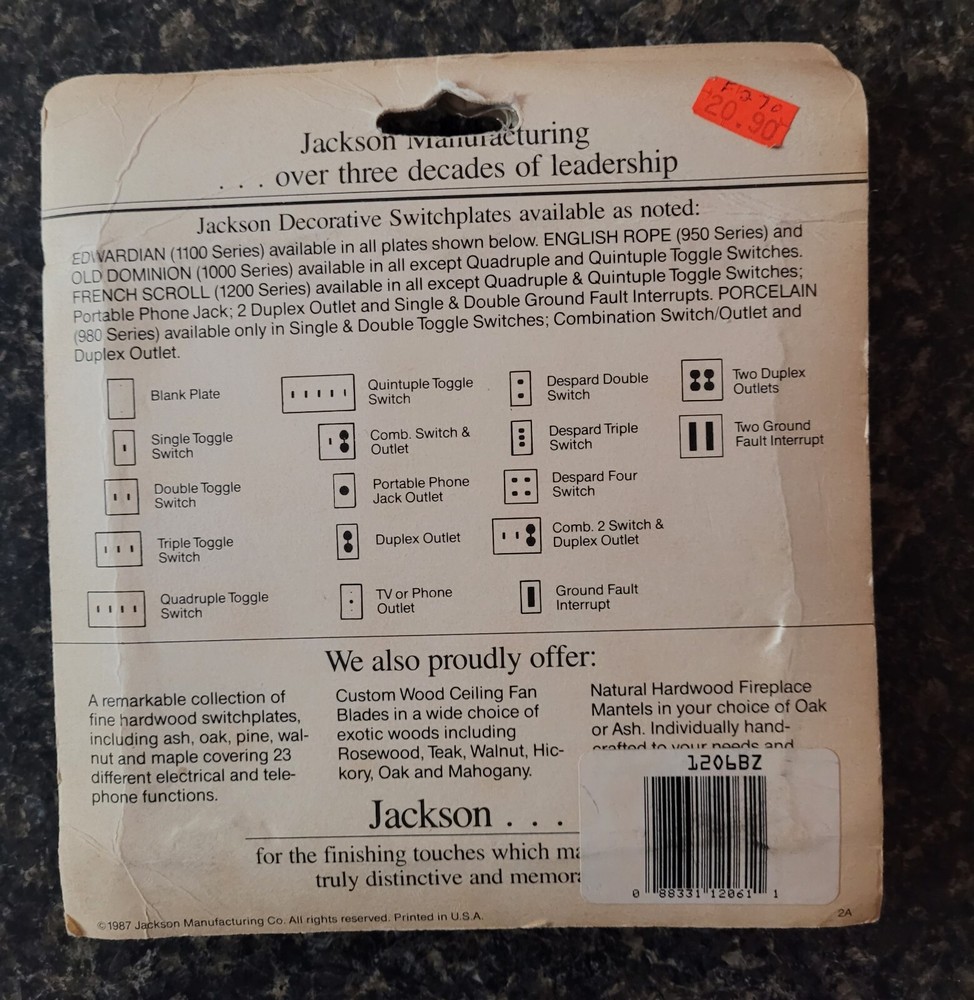 F270
20.90
Jackson Manufacturing
. . . over three decades of leadership
Jackson Decorative Switchplates available as noted:
EDWARDIAN (1100 Series) available in all plates shown below. ENGLISH ROPE (950 Series) and
OLD DOMINION (1000 Series) available in all except Quadruple and Quintuple Toggle Switches.
FRENCH SCROLL (1200 Series) available in all except Quadruple & Quintuple Toggle Switches;
Portable Phone Jack; 2 Duplex Outlet and Single & Double Ground Fault Interrupts. PORCELAIN
(980 Series) available only in Single & Double Toggle Switches; Combination Switch/Outlet and
Duplex Outlet.
Blank Plate
Single Toggle
Switch
Double Toggle
Switch
Triple Toggle
Switch
Quadruple Toggle
Switch
Quintuple Toggle
Switch
Comb. Switch &
Outlet
Portable Phone
Jack Outlet
Duplex Outlet
TV or Phone
Outlet
Despard Double
Switch
Despard Triple
Switch
Despard Four
Switch
Comb. 2 Switch &
Duplex Outlet
Ground Fault
Interrupt
Two Duplex
Outlets
Two Ground
Fault Interrupt
We also proudly offer:
A remarkable collection of
fine hardwood switchplates,
including ash, oak, pine, wal-
nut and maple covering 23
different electrical and tele-
phone functions.
Custom Wood Ceiling Fan
Blades in a wide choice of
exotic woods including
Rosewood, Teak, Walnut, Hic-
kory, Oak and Mahogany.
Natural Hardwood Fireplace
Mantels in your choice of Oak
or Ash. Individually hand-
crafted to your needs and
Jackson . . .
for the finishing touches which ma
truly distinctive and memora
1206BZ
0 88331 12061 1
©1987 Jackson Manufacturing Co. All rights reserved. Printed in U.S.A.
2A